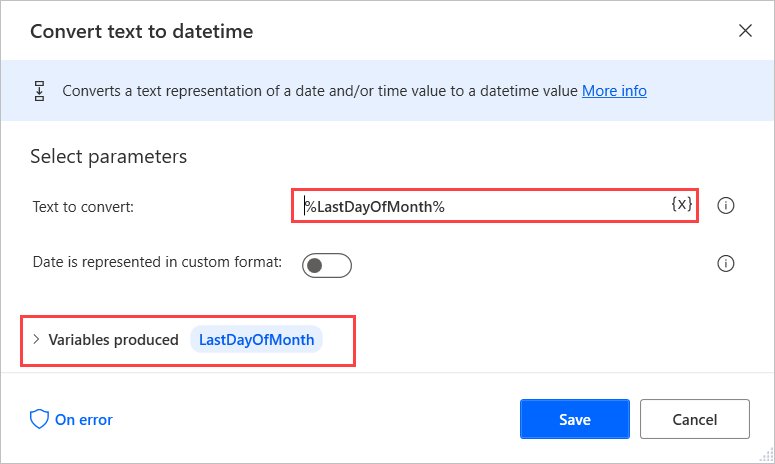 Convert text to datetime
Converts a text representation of a date and/or time value to a datetime value More info
Select parameters
Text to convert: %LastDayOfMonth% {x}
Date is represented in custom format:
Variables produced LastDayOfMonth
On error Save Cancel